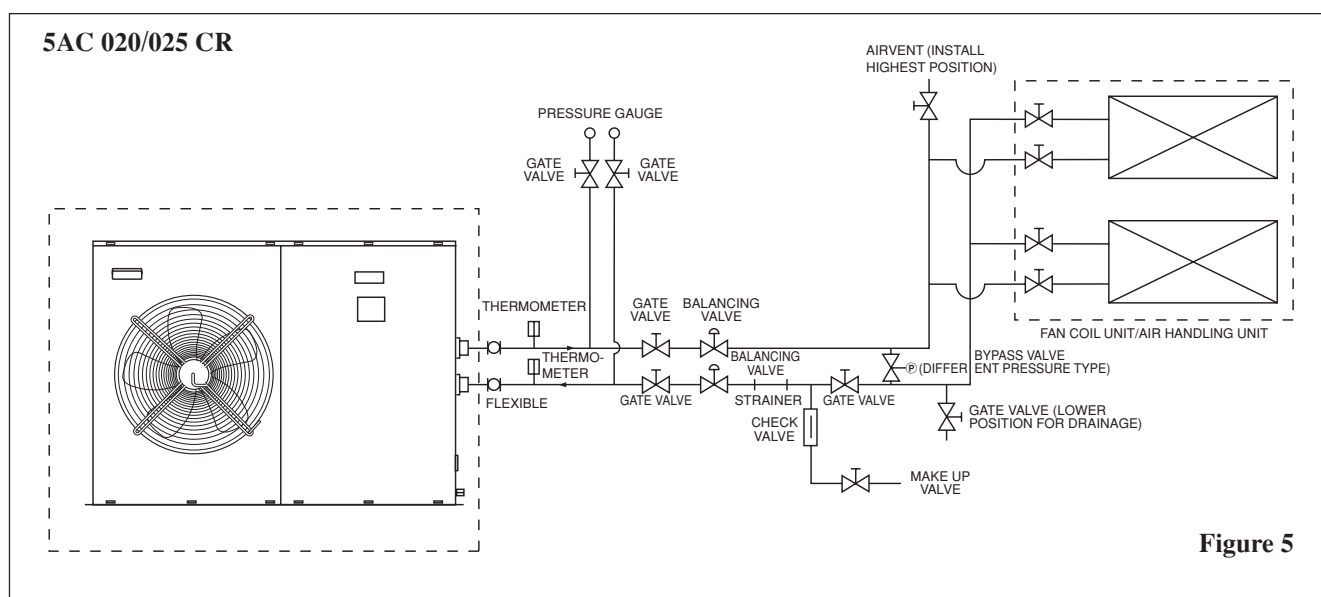 5AC 020/025 CR
AIRVENT (INSTALL
HIGHEST POSITION)
PRESSURE GAUGE
GATE
VALVE
GATE
VALVE
THERMOMETER
GATE
VALVE
BALANCING
VALVE
FAN COIL UNIT/AIR HANDLING UNIT
THERMO-
METER
BALANCING
VALVE
BYPASS VALVE
Ⓟ (DIFFER ENT PRESSURE TYPE)
FLEXIBLE
GATE VALVE
STRAINER
GATE VALVE
GATE VALVE (LOWER
POSITION FOR DRAINAGE)
CHECK
VALVE
MAKE UP
VALVE
Figure 5